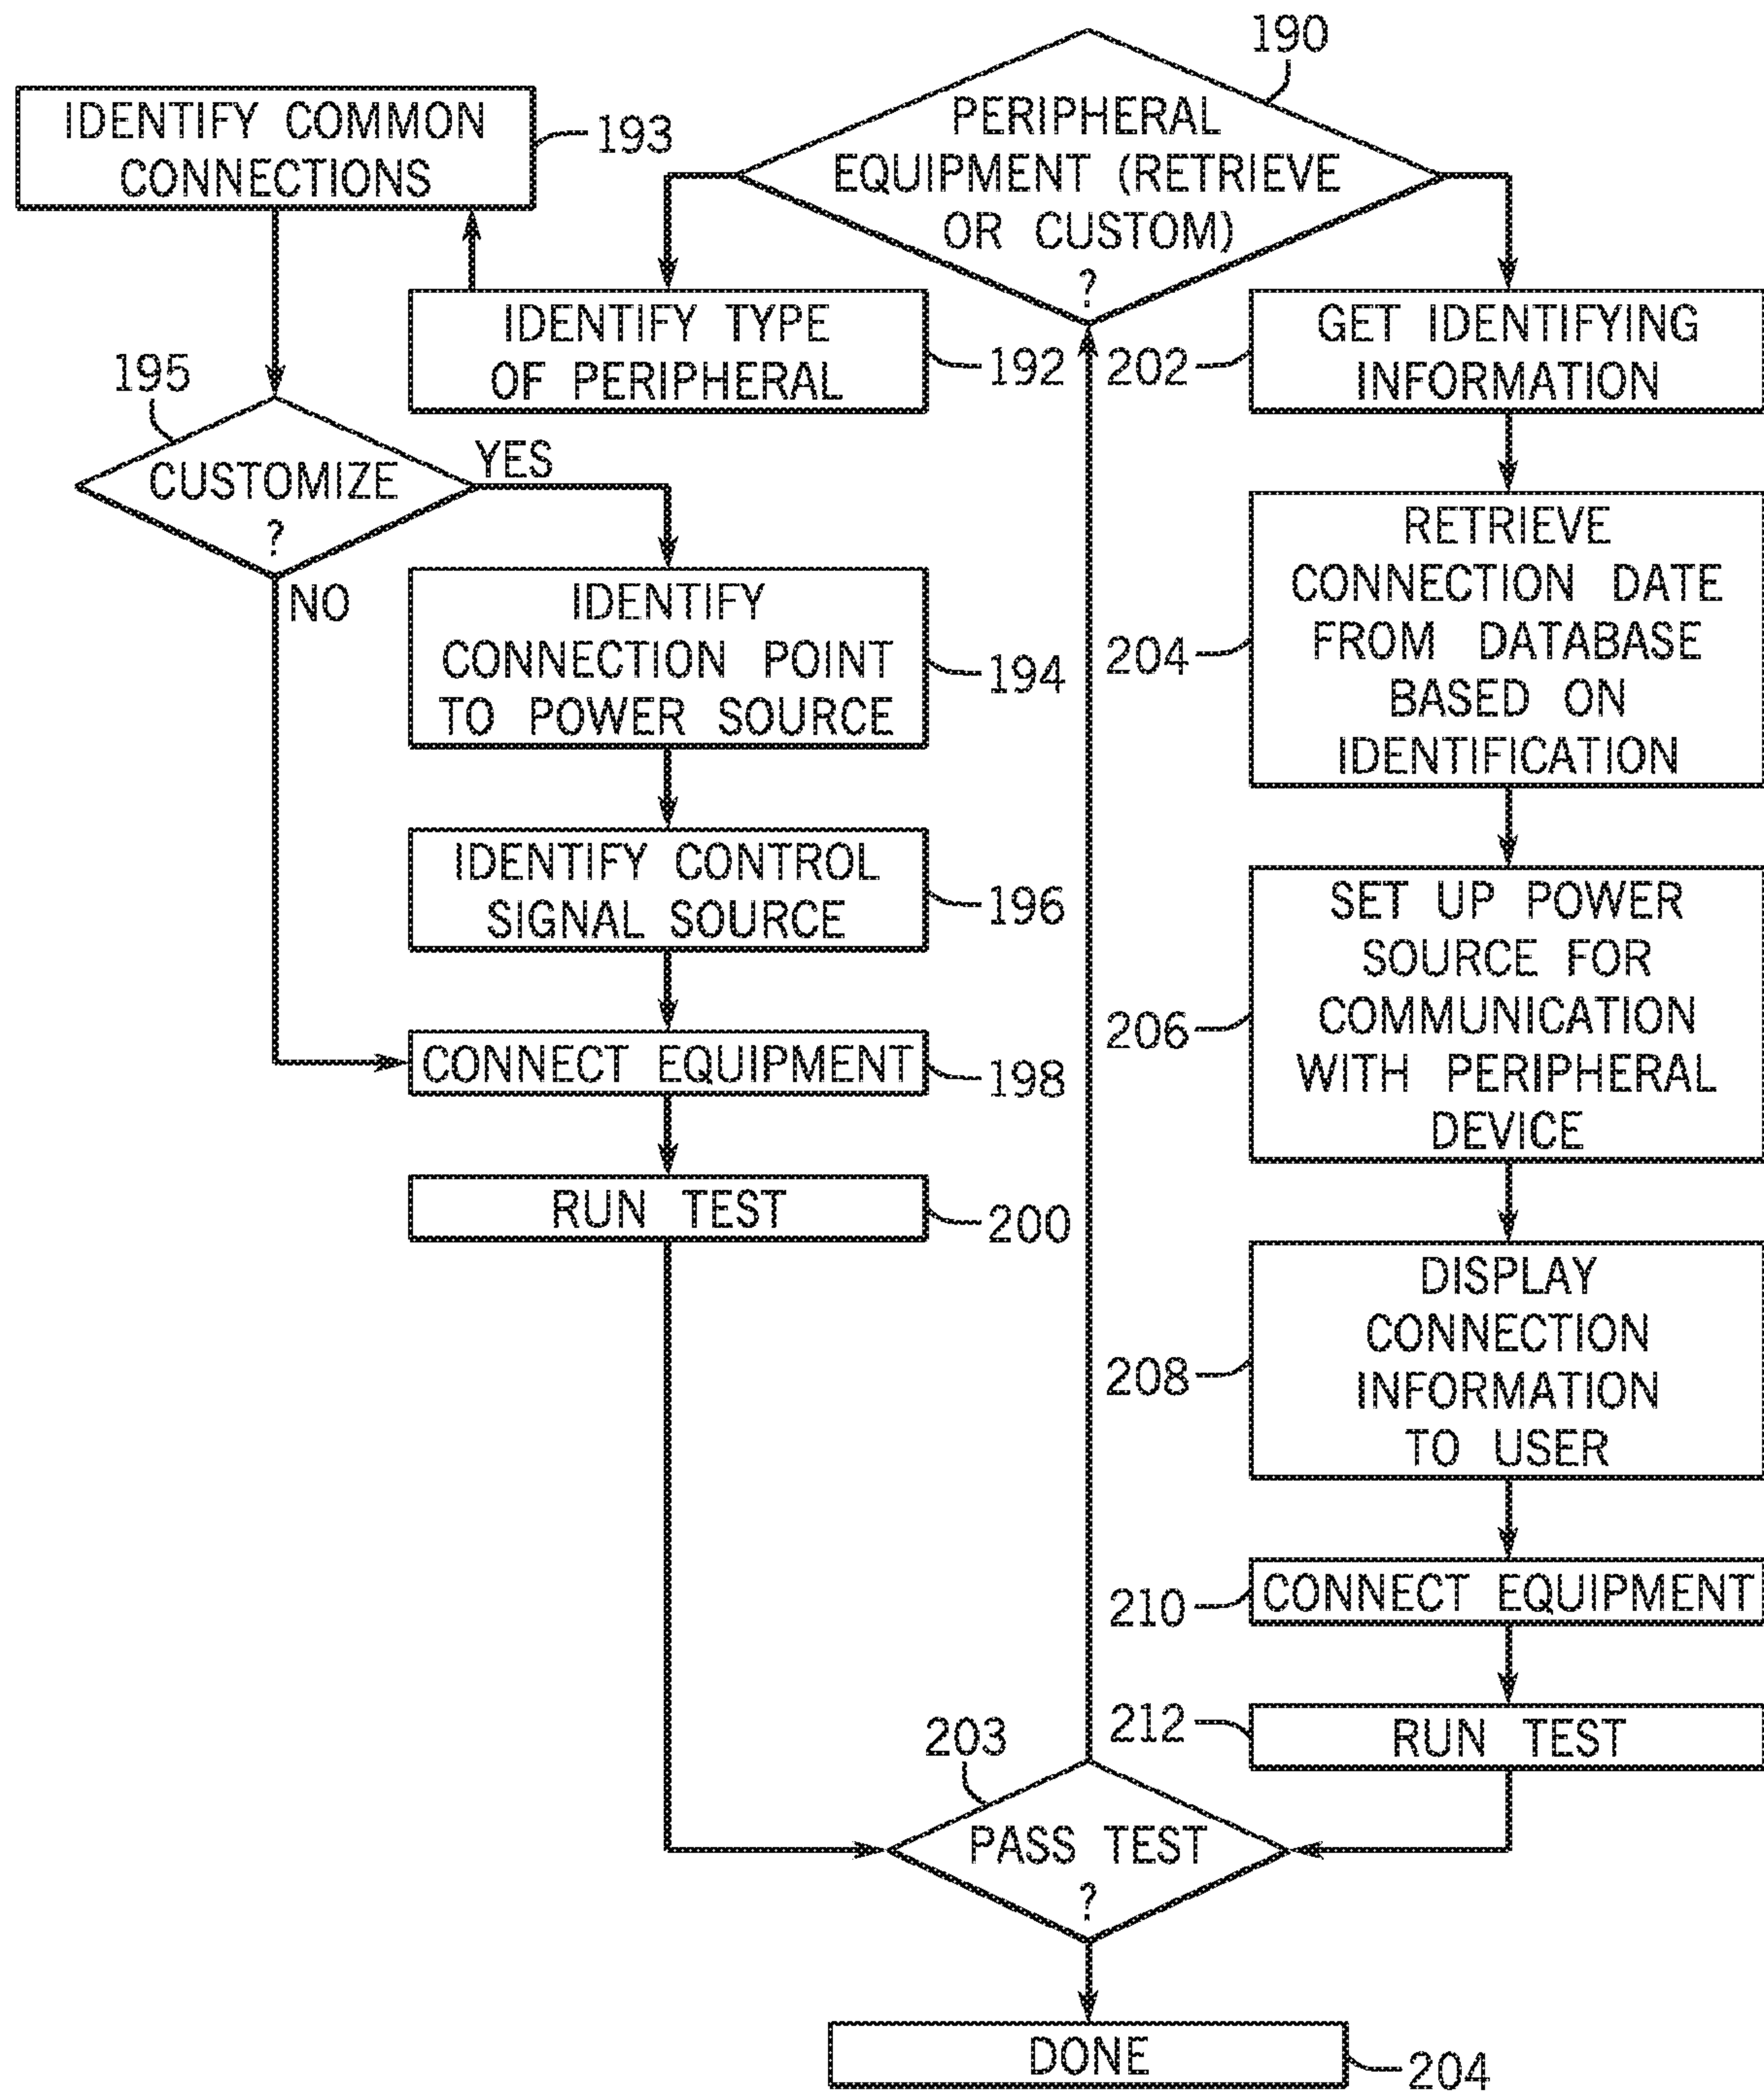 190
PERIPHERAL
EQUIPMENT (RETRIEVE
OR CUSTOM)
?
IDENTIFY COMMON
CONNECTIONS
193
IDENTIFY TYPE
OF PERIPHERAL
192
202
GET IDENTIFYING
INFORMATION
195
CUSTOMIZE
?
YES
NO
IDENTIFY
CONNECTION POINT
TO POWER SOURCE
194
204
RETRIEVE
CONNECTION DATE
FROM DATABASE
BASED ON
IDENTIFICATION
IDENTIFY CONTROL
SIGNAL SOURCE
196
206
SET UP POWER
SOURCE FOR
COMMUNICATION
WITH PERIPHERAL
DEVICE
CONNECT EQUIPMENT
198
RUN TEST
200
208
DISPLAY
CONNECTION
INFORMATION
TO USER
210
CONNECT EQUIPMENT
212
RUN TEST
203
PASS TEST
?
DONE
204